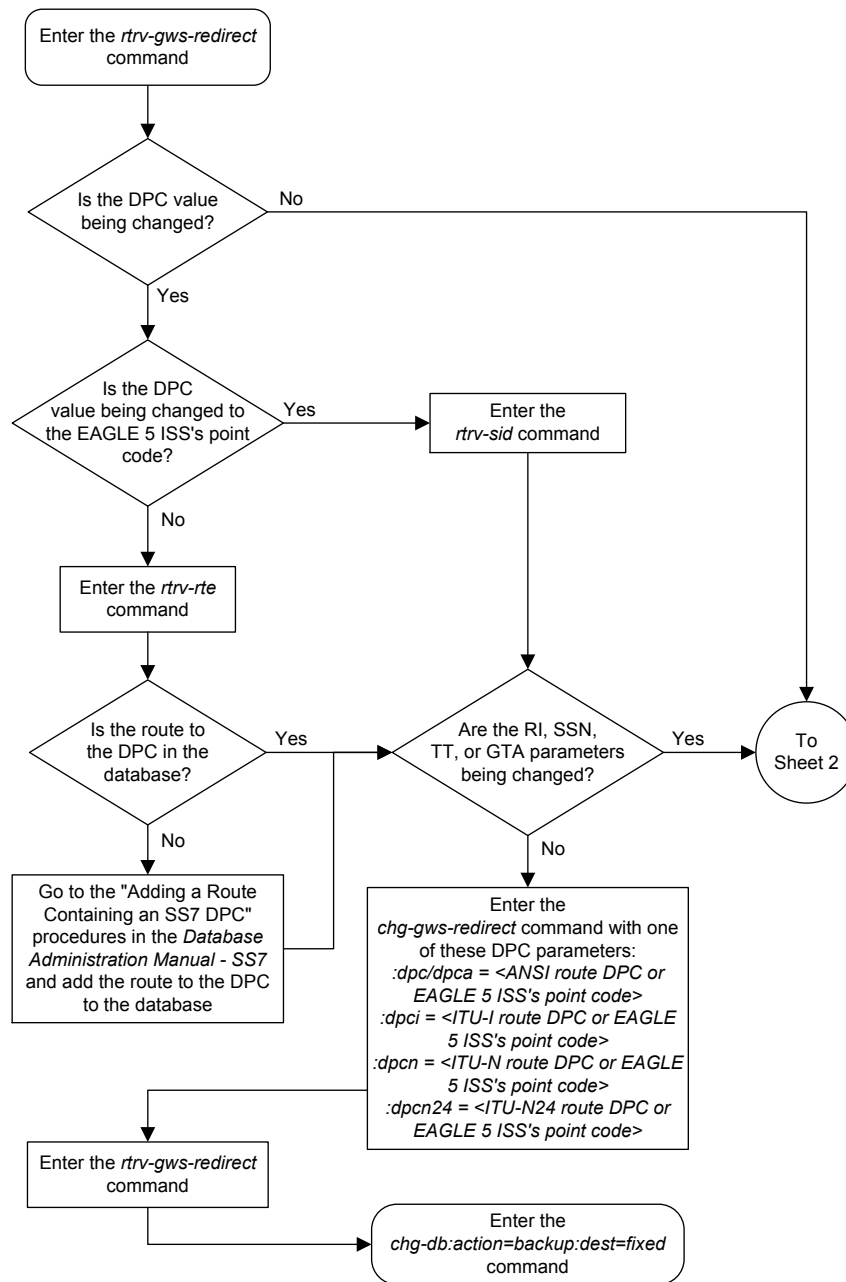 Enter the rtrv-gws-redirect
command
Is the DPC value
being changed?
No
Yes
Is the DPC
value being changed to
the EAGLE 5 ISS's point
code?
Yes
Enter the
rtrv-sid command
No
Enter the rtrv-rte
command
Is the route to
the DPC in the
database?
Yes
Are the RI, SSN,
TT, or GTA parameters
being changed?
Yes
To
Sheet 2
No
No
Go to the "Adding a Route
Containing an SS7 DPC"
procedures in the Database
Administration Manual - SS7
and add the route to the DPC
to the database
Enter the
chg-gws-redirect command with one
of these DPC parameters:
:dpc/dpca = <ANSI route DPC or
EAGLE 5 ISS's point code>
:dpci = <ITU-I route DPC or EAGLE
5 ISS's point code>
:dpcn = <ITU-N route DPC or EAGLE
5 ISS's point code>
:dpcn24 = <ITU-N24 route DPC or
EAGLE 5 ISS's point code>
Enter the rtrv-gws-redirect
command
Enter the
chg-db:action=backup:dest=fixed
command